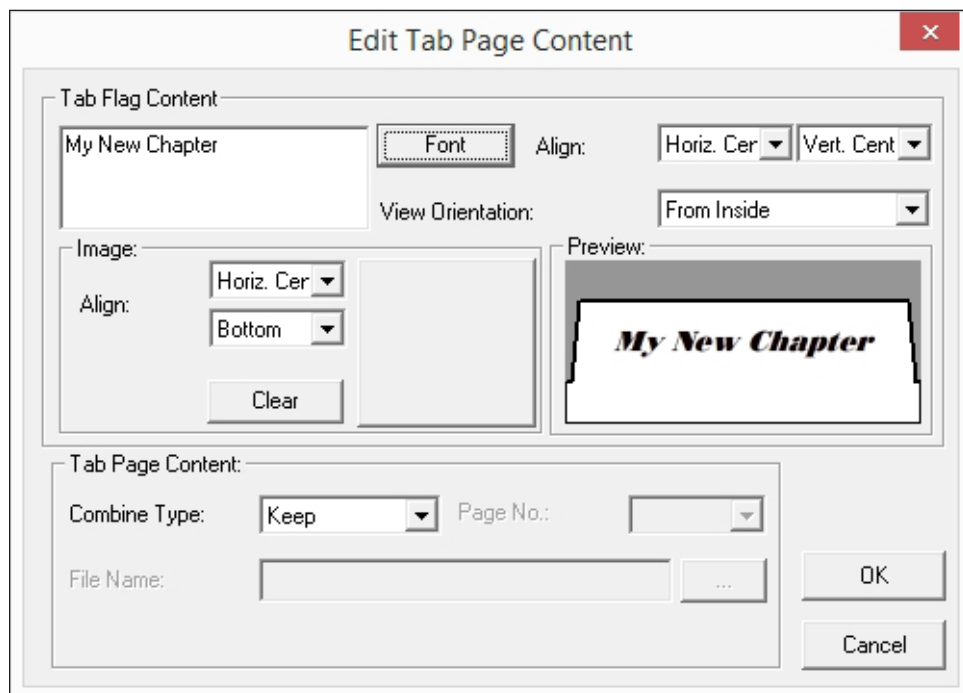 Edit Tab Page Content
Tab Flag Content
My New Chapter
Font
Align:
Horiz. Cer
Vert. Cent
View Orientation:
From Inside
Image:
Align:
Horiz. Cer
Bottom
Clear
Preview:
My New Chapter
Tab Page Content:
Combine Type:
Keep
Page No.:
File Name:
...
OK
Cancel